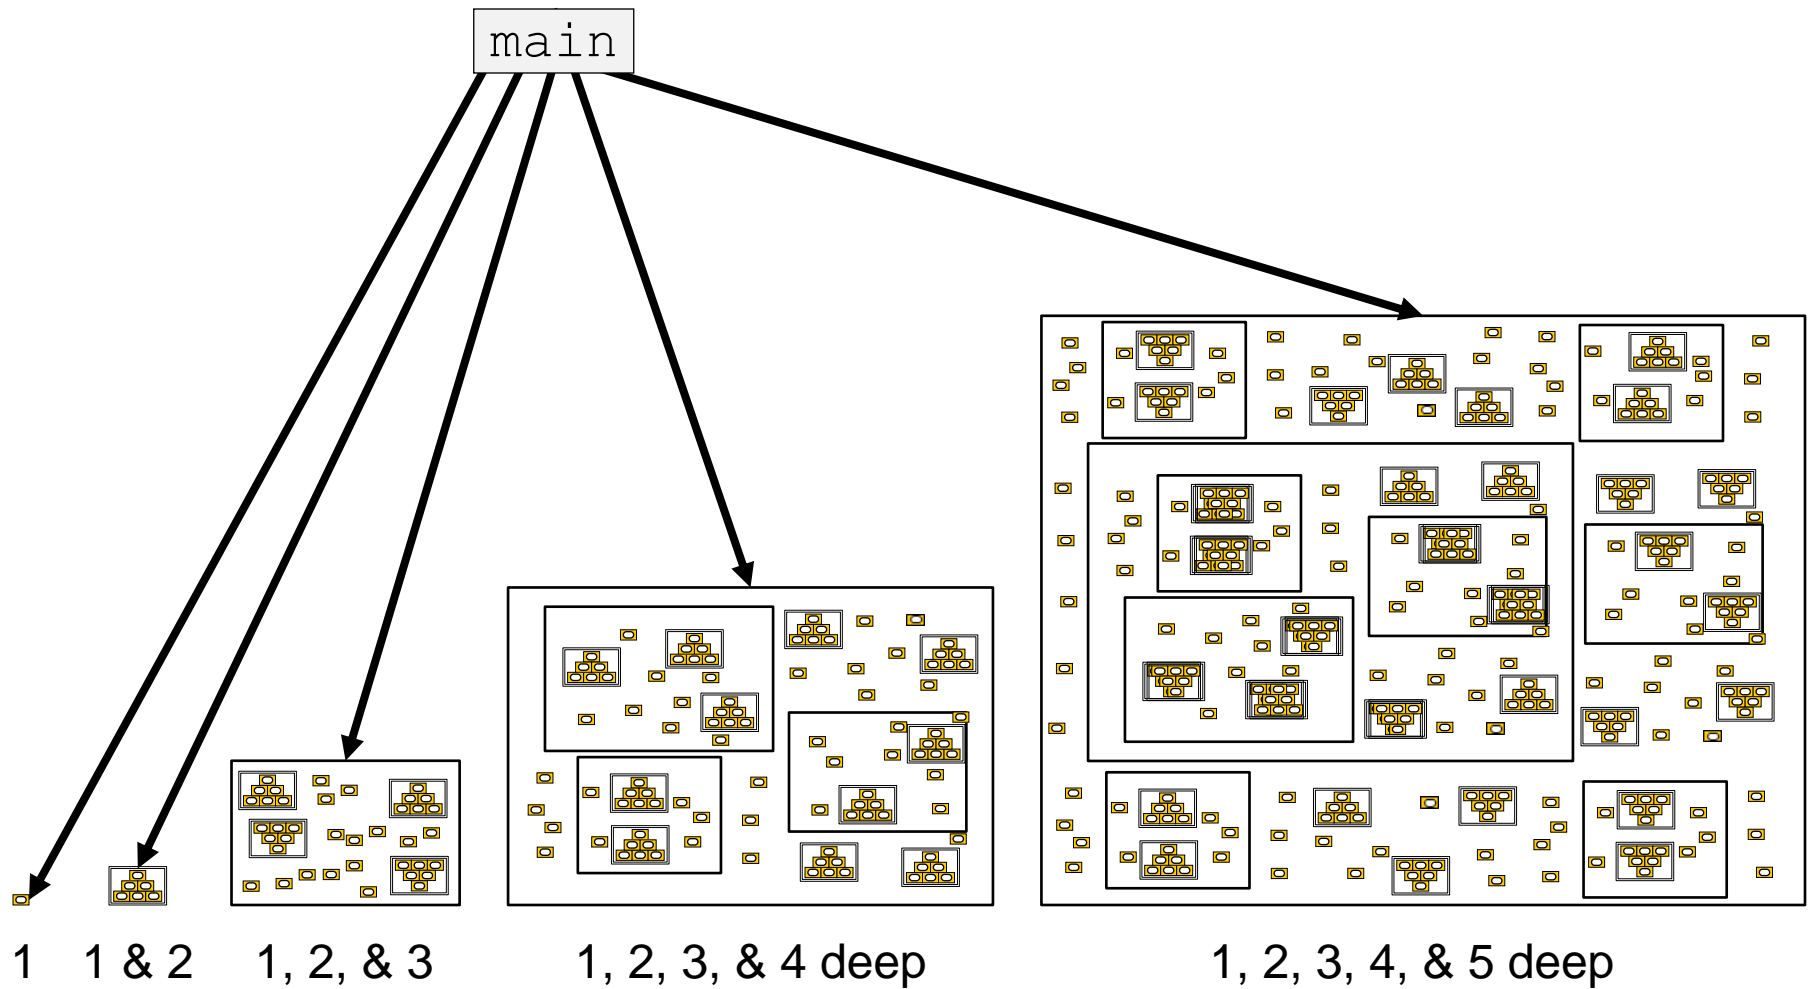 main
1
1 & 2
1, 2, & 3
1, 2, 3, & 4 deep
1, 2, 3, 4, & 5 deep